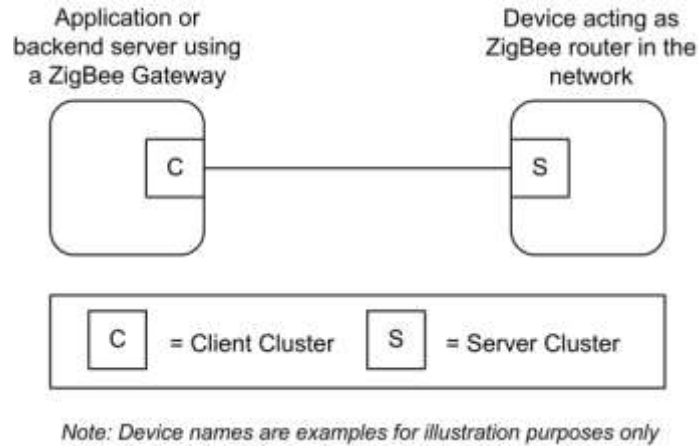 Application or
backend server using
a ZigBee Gateway
Device acting as
ZigBee router in the
network
C
S
C = Client Cluster
S = Server Cluster
Note: Device names are examples for illustration purposes only